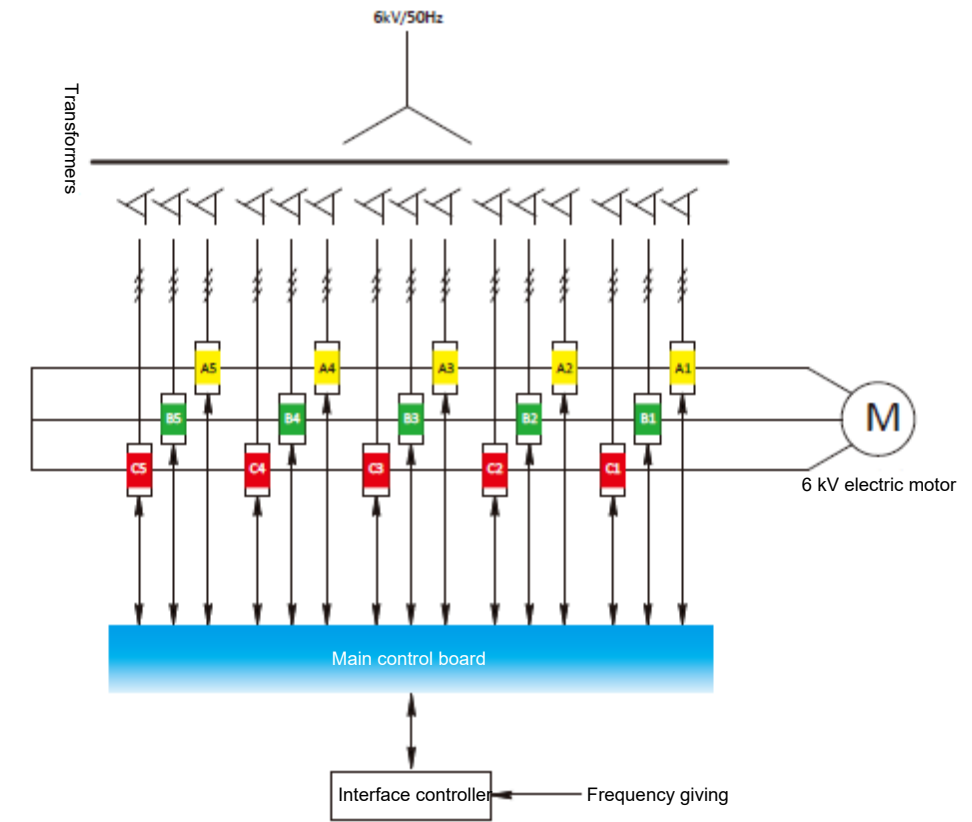 6kV/50Hz
Transformers
A5 A4 A3 A2 A1
B5 B4 B3 B2 B1
M
C5 C4 C3 C2 C1
6 kV electric motor
Main control board
Interface controller
Frequency giving